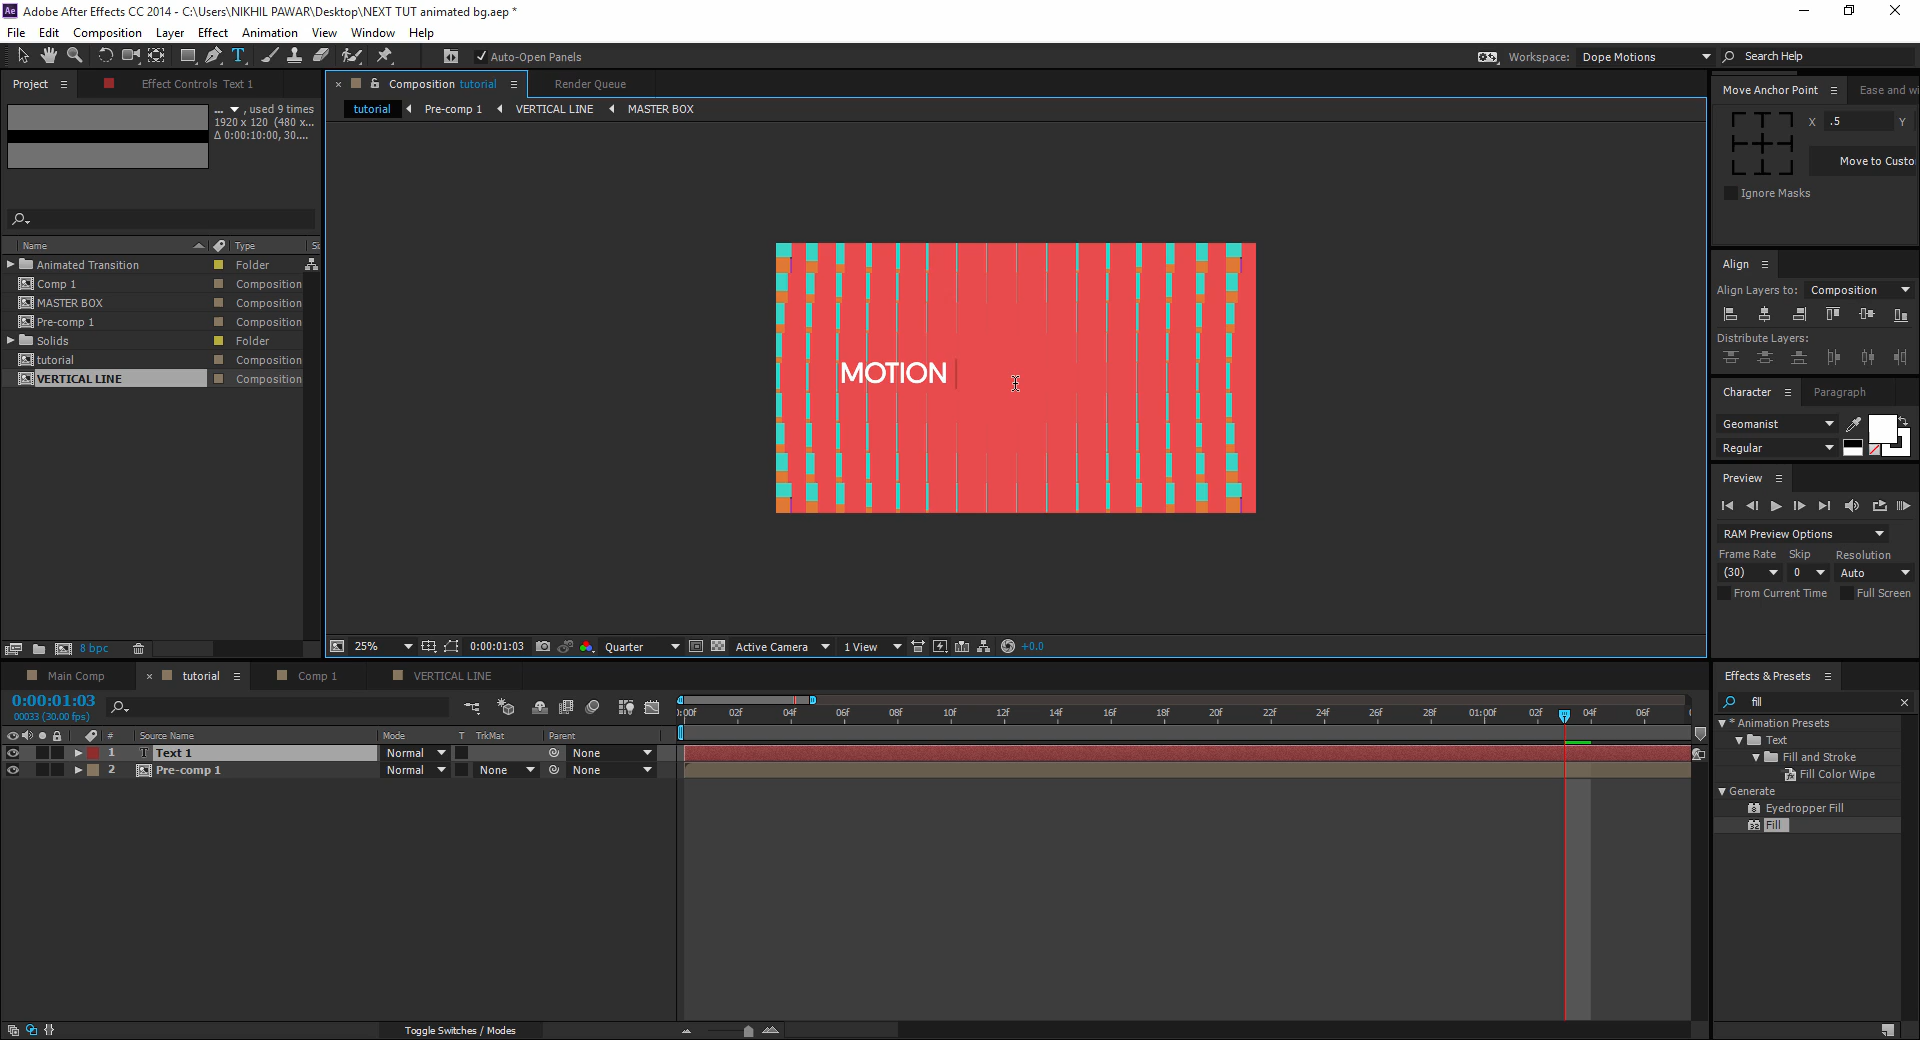 Adobe After Effects CC 2014 - C:\Users\NIKHIL PAWAR\Desktop\NEXT TUT animated bg.aep *
File Edit Composition Layer Effect Animation View Window Help
Auto-Open Panels
Workspace: Dope Motions
Search Help
Project
Effect Controls Text 1
Composition tutorial
Render Queue
tutorial Pre-comp 1 VERTICAL LINE MASTER BOX
... , used 9 times
1920 x 120 (480 x...
Δ 0:00:10:00, 30....
Name Type
Animated Transition Folder
Comp 1 Composition
MASTER BOX Composition
Pre-comp 1 Composition
Solids Folder
tutorial Composition
VERTICAL LINE Composition
8 bpc
MOTION
25% 0:00:01:03 Quarter Active Camera 1 View +0.0
Move Anchor Point
Ease and wi
X .5 Y
Move to Custo
Ignore Masks
Align
Align Layers to: Composition
Distribute Layers:
Character Paragraph
Geomanist
Regular
Preview
RAM Preview Options
Frame Rate Skip Resolution
(30) 0 Auto
From Current Time Full Screen
Main Comp tutorial Comp 1 VERTICAL LINE
0:00:01:03
00033 (30.00 fps)
# Source Name Mode T TrkMat Parent
1 T Text 1 Normal None
2 Pre-comp 1 Normal None None
):00f 02f 04f 06f 08f 10f 12f 14f 16f 18f 20f 22f 24f 26f 28f 01:00f 02f 04f 06f
Toggle Switches / Modes
Effects & Presets
fill
* Animation Presets
Text
Fill and Stroke
Fill Color Wipe
Generate
Eyedropper Fill
Fill